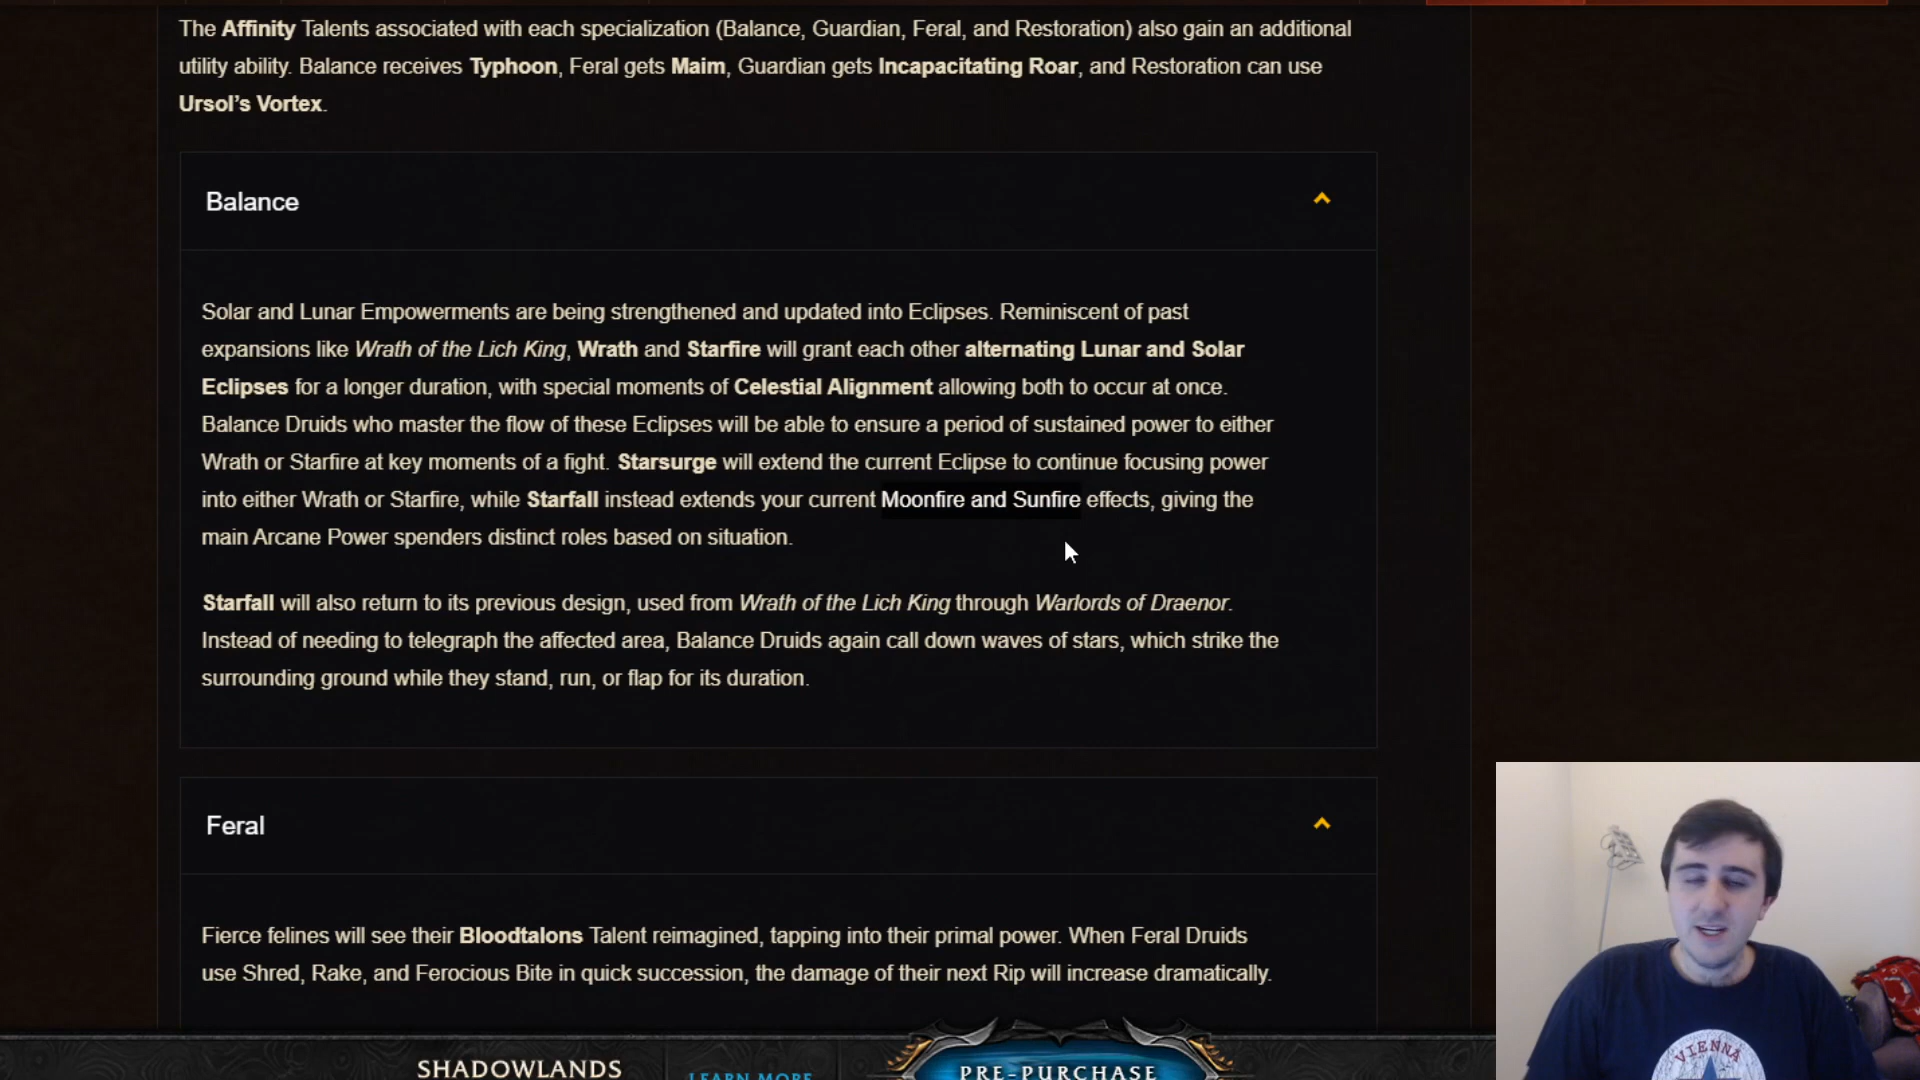 The Affinity Talents associated with each specialization (Balance, Guardian, Feral, and Restoration) also gain an additional
utility ability. Balance receives Typhoon, Feral gets Maim, Guardian gets Incapacitating Roar, and Restoration can use
Ursol's Vortex.
Balance
Solar and Lunar Empowerments are being strengthened and updated into Eclipses. Reminiscent of past
expansions like Wrath of the Lich King, Wrath and Starfire will grant each other alternating Lunar and Solar
Eclipses for a longer duration, with special moments of Celestial Alignment allowing both to occur at once.
Balance Druids who master the flow of these Eclipses will be able to ensure a period of sustained power to either
Wrath or Starfire at key moments of a fight. Starsurge will extend the current Eclipse to continue focusing power
into either Wrath or Starfire, while Starfall instead extends your current Moonfire and Sunfire effects, giving the
main Arcane Power spenders distinct roles based on situation.
Starfall will also return to its previous design, used from Wrath of the Lich King through Warlords of Draenor.
Instead of needing to telegraph the affected area, Balance Druids again call down waves of stars, which strike the
surrounding ground while they stand, run, or flap for its duration.
Feral
Fierce felines will see their Bloodtalons Talent reimagined, tapping into their primal power. When Feral Druids
use Shred, Rake, and Ferocious Bite in quick succession, the damage of their next Rip will increase dramatically.
SHADOWLANDS
LEARN MORE
PRE-PURCHASE
VIENNA